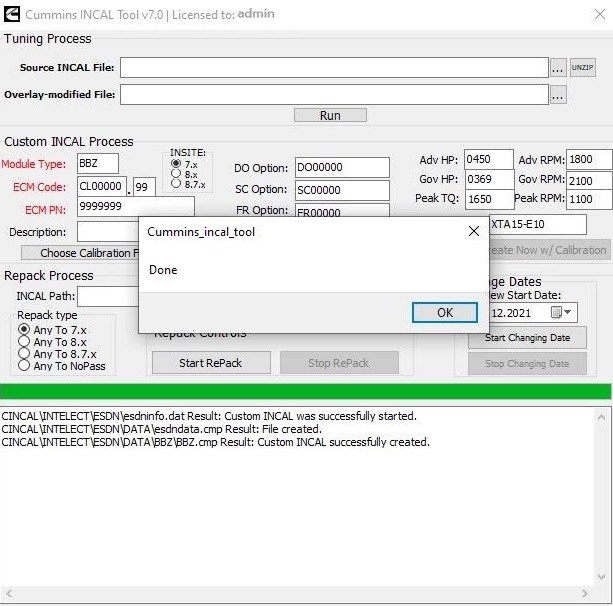 Cummins INCAL Tool v7.0 | Licensed to: admin
Tuning Process
Source INCAL File: ... UNZIP
Overlay-modified File: ...
Run
Custom INCAL Process
Module Type: BBZ
ECM Code: CL00000 . 99
ECM PN: 9999999
Description:
INSITE:
7.x
8.x
8.7.x
DO Option: DO00000
SC Option: SC00000
FR Option: FR00000
Adv HP: 0450 Adv RPM: 1800
Gov HP: 0369 Gov RPM: 2100
Peak TQ: 1650 Peak RPM: 1100
XTA15-E10
Choose Calibration F
reate Now w/ Calibration
Cummins_incal_tool
Done
OK
Repack Process
INCAL Path:
Repack type
Any To 7.x
Any To 8.x
Any To 8.7.x
Any To NoPass
Repack Controls
Start RePack Stop RePack
ge Dates
ew Start Date:
12.2021
Start Changing Date
Stop Changing Date
CINCAL\INTELECT\ESDN\esdninfo.dat Result: Custom INCAL was successfully started.
CINCAL\INTELECT\ESDN\DATA\esdndata.cmp Result: File created.
CINCAL\INTELECT\ESDN\DATA\BBZ\BBZ.cmp Result: Custom INCAL successfully created.